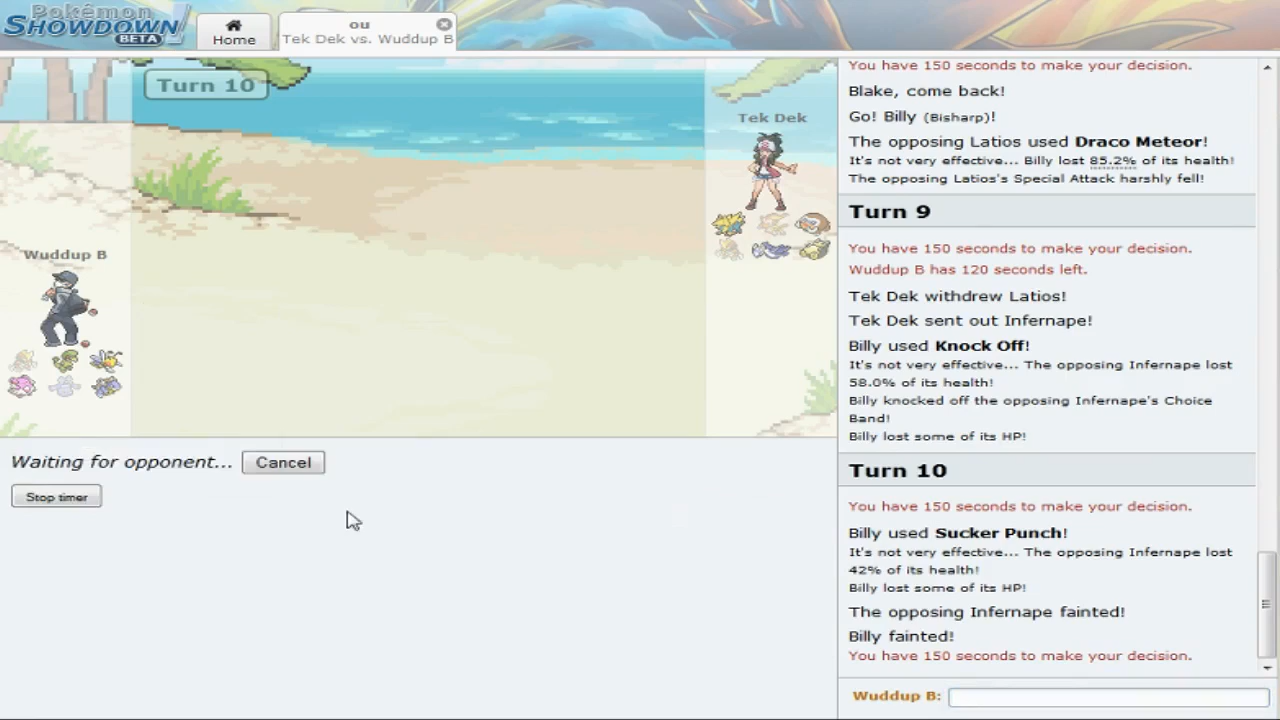 Pokémon
SHOWDOWN
BETA
Home
ou
Tek Dek vs. Wuddup B
Turn 10
Tek Dek
Wuddup B
Waiting for opponent... Cancel
Stop timer
You have 150 seconds to make your decision.
Blake, come back!
Go! Billy (Bisharp)!
The opposing Latios used Draco Meteor!
It's not very effective... Billy lost 85.2% of its health!
The opposing Latios's Special Attack harshly fell!
Turn 9
You have 150 seconds to make your decision.
Wuddup B has 120 seconds left.
Tek Dek withdrew Latios!
Tek Dek sent out Infernape!
Billy used Knock Off!
It's not very effective... The opposing Infernape lost
58.0% of its health!
Billy knocked off the opposing Infernape's Choice
Band!
Billy lost some of its HP!
Turn 10
You have 150 seconds to make your decision.
Billy used Sucker Punch!
It's not very effective... The opposing Infernape lost
42% of its health!
Billy lost some of its HP!
The opposing Infernape fainted!
Billy fainted!
You have 150 seconds to make your decision.
Wuddup B: